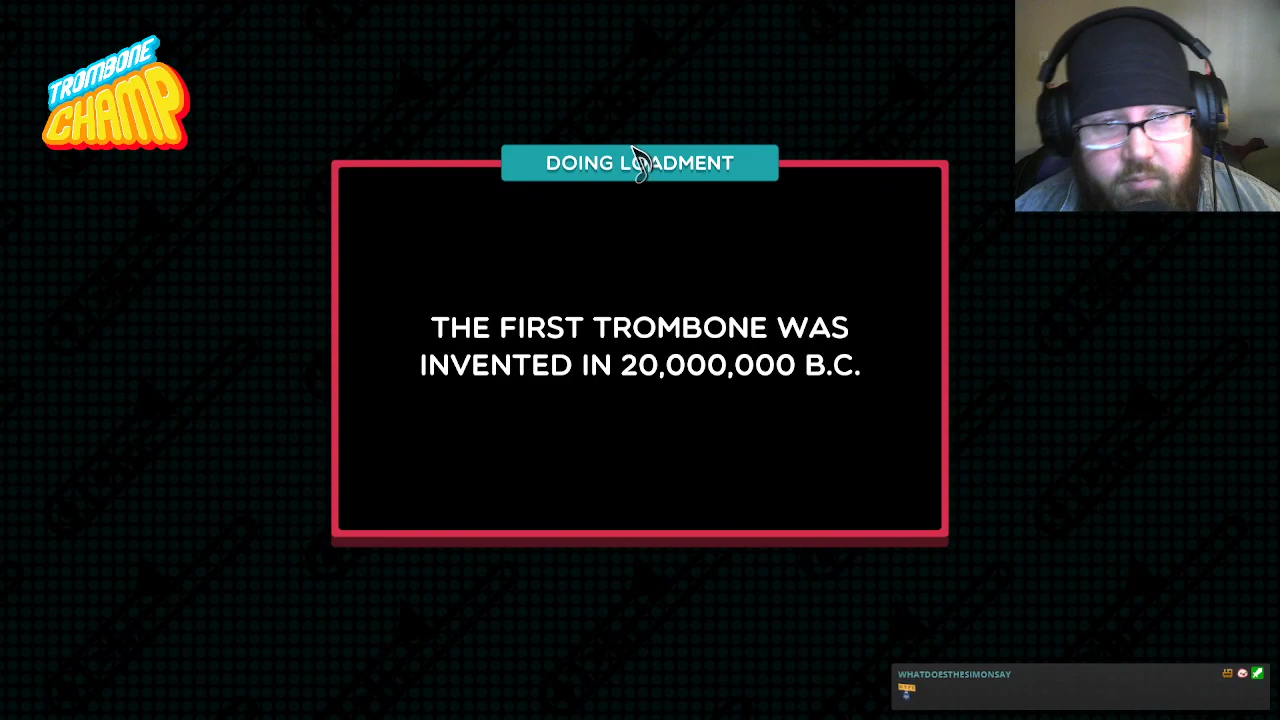 TROMBONE
CHAMP
DOING LOADMENT
THE FIRST TROMBONE WAS
INVENTED IN 20,000,000 B.C.
WHATDOESTHESIMONSAY